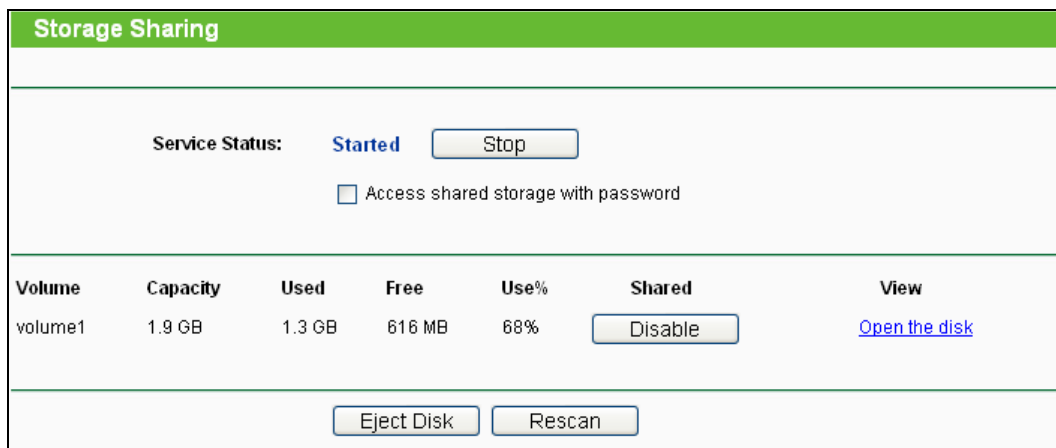 Storage Sharing
Service Status: Started Stop
Access shared storage with password
Volume Capacity Used Free Use% Shared View
volume1 1.9 GB 1.3 GB 616 MB 68% Disable Open the disk
Eject Disk Rescan